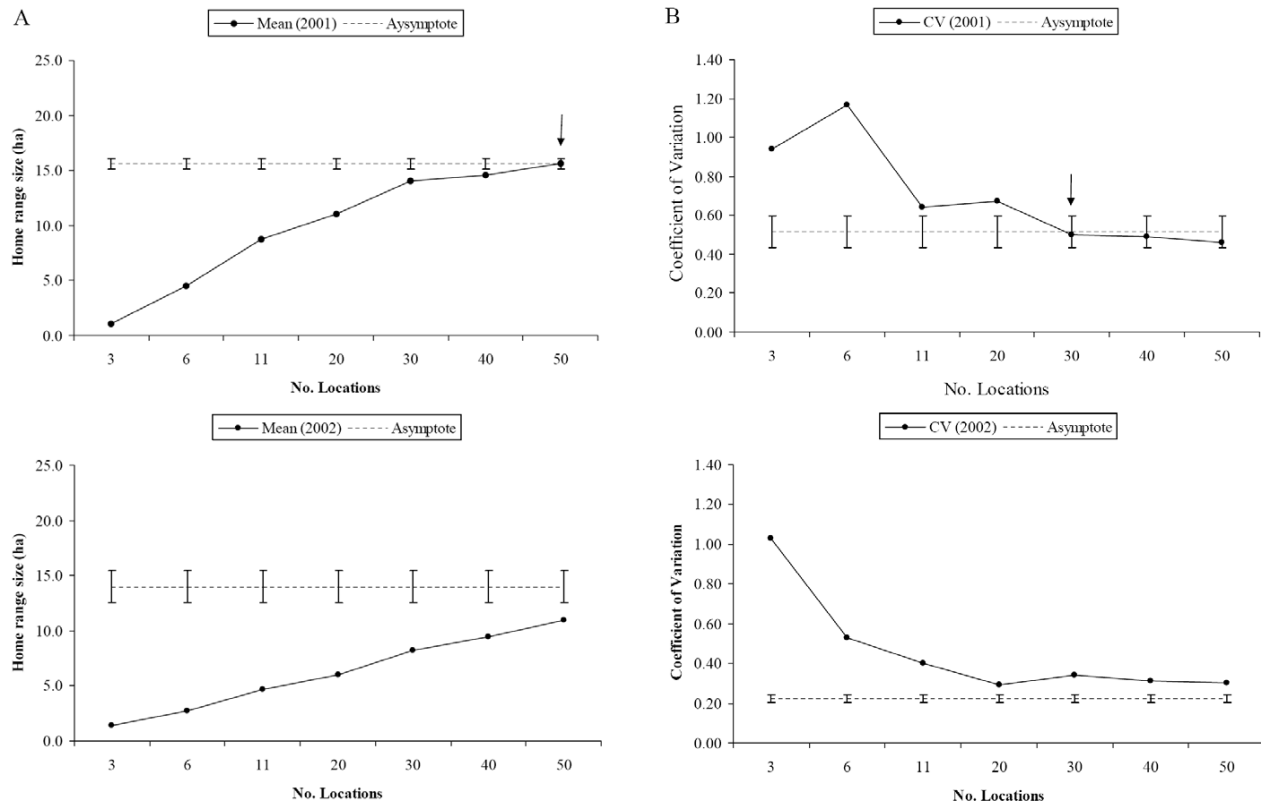 A
Mean (2001) Aysymptote
25.0
20.0
15.0
10.0
5.0
0.0
Home range size (ha)
3 6 11 20 30 40 50
No. Locations
B
CV (2001) Aysymptote
1.40
1.20
1.00
0.80
0.60
0.40
0.20
0.00
Coefficient of Variation
3 6 11 20 30 40 50
No. Locations
Mean (2002) Asymptote
25.0
20.0
15.0
10.0
5.0
0.0
Home range size (ha)
3 6 11 20 30 40 50
No. Locations
CV (2002) Asymptote
1.40
1.20
1.00
0.80
0.60
0.40
0.20
0.00
Coefficient of Variation
3 6 11 20 30 40 50
No. Locations